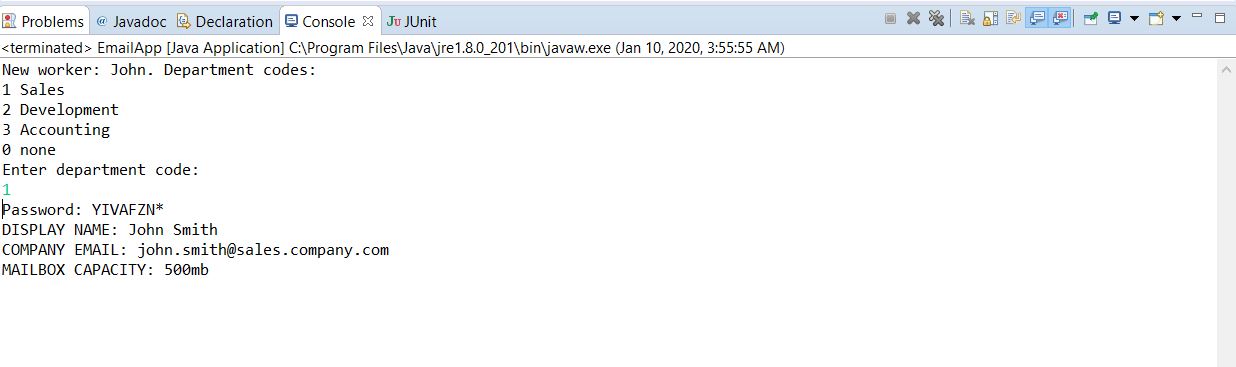 Problems @ Javadoc Declaration Console JUnit
<terminated> EmailApp [Java Application] C:\Program Files\Java\jre1.8.0_201\bin\javaw.exe (Jan 10, 2020, 3:55:55 AM)
New worker: John. Department codes:
1 Sales
2 Development
3 Accounting
0 none
Enter department code:
1
Password: YIVAFZN*
DISPLAY NAME: John Smith
COMPANY EMAIL: john.smith@sales.company.com
MAILBOX CAPACITY: 500mb